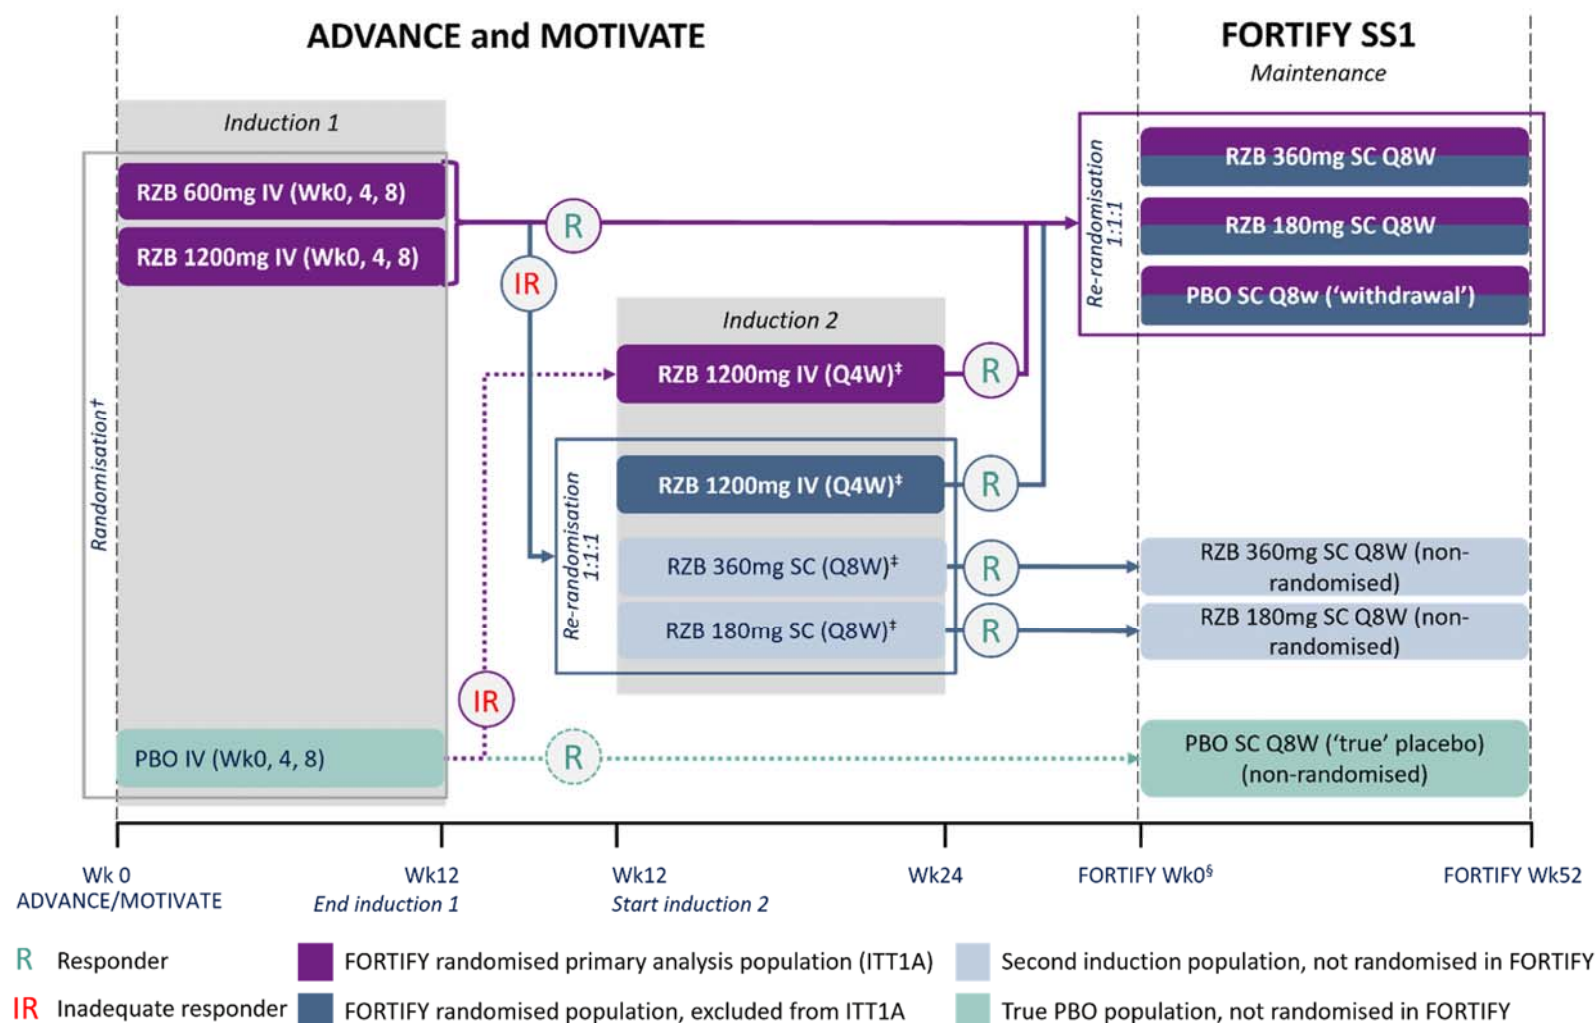 ADVANCE and MOTIVATE
FORTIFY SS1
Maintenance
Induction 1
Randomisation†
RZB 600mg IV (Wk0, 4, 8)
RZB 1200mg IV (Wk0, 4, 8)
PBO IV (Wk0, 4, 8)
R
IR
IR
R
Induction 2
RZB 1200mg IV (Q4W)‡
R
Re-randomisation
1:1:1
RZB 1200mg IV (Q4W)‡
R
RZB 360mg SC (Q8W)‡
R
RZB 180mg SC (Q8W)‡
R
Re-randomisation
1:1:1
RZB 360mg SC Q8W
RZB 180mg SC Q8W
PBO SC Q8w (‘withdrawal’)
RZB 360mg SC Q8W (non-
randomised)
RZB 180mg SC Q8W (non-
randomised)
PBO SC Q8W (‘true’ placebo)
(non-randomised)
Wk 0
ADVANCE/MOTIVATE
Wk12
End induction 1
Wk12
Start induction 2
Wk24
FORTIFY Wk0§
FORTIFY Wk52
R Responder
IR Inadequate responder
FORTIFY randomised primary analysis population (ITT1A)
FORTIFY randomised population, excluded from ITT1A
Second induction population, not randomised in FORTIFY
True PBO population, not randomised in FORTIFY